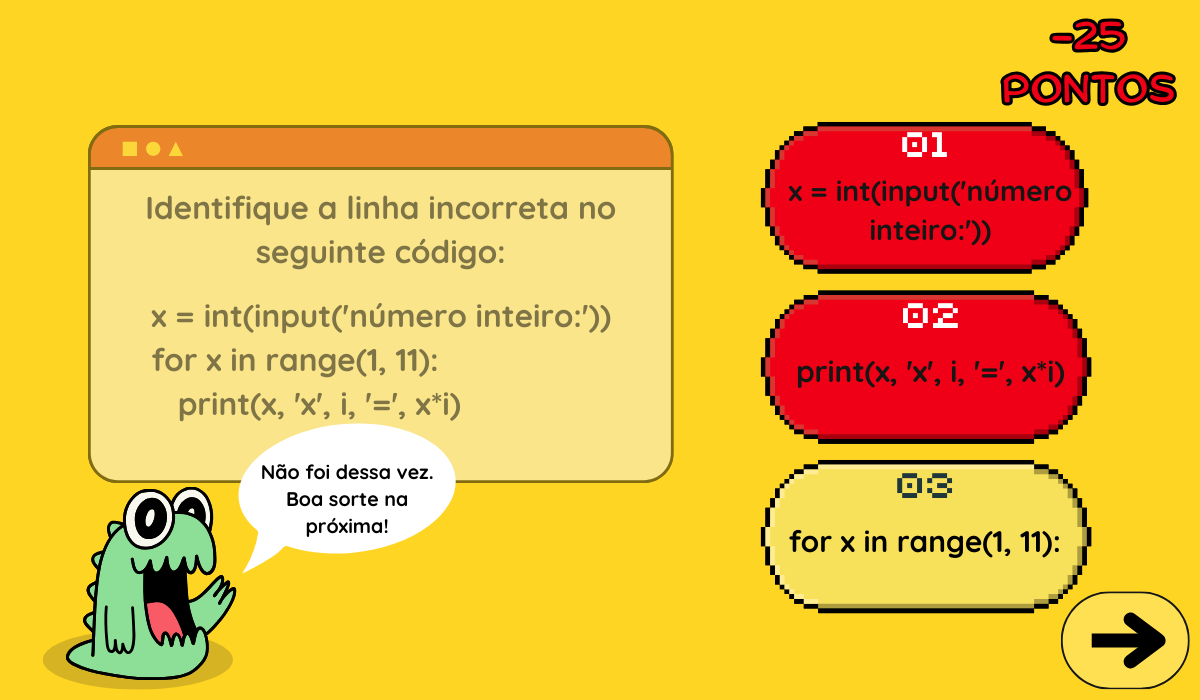 -25
PONTOS
Identifique a linha incorreta no
seguinte código:
x = int(input('número inteiro:'))
for x in range(1, 11):
print(x, 'x', i, '=', x*i)
Não foi dessa vez.
Boa sorte na
próxima!
01
x = int(input('número
inteiro:'))
02
print(x, 'x', i, '=', x*i)
03
for x in range(1, 11):